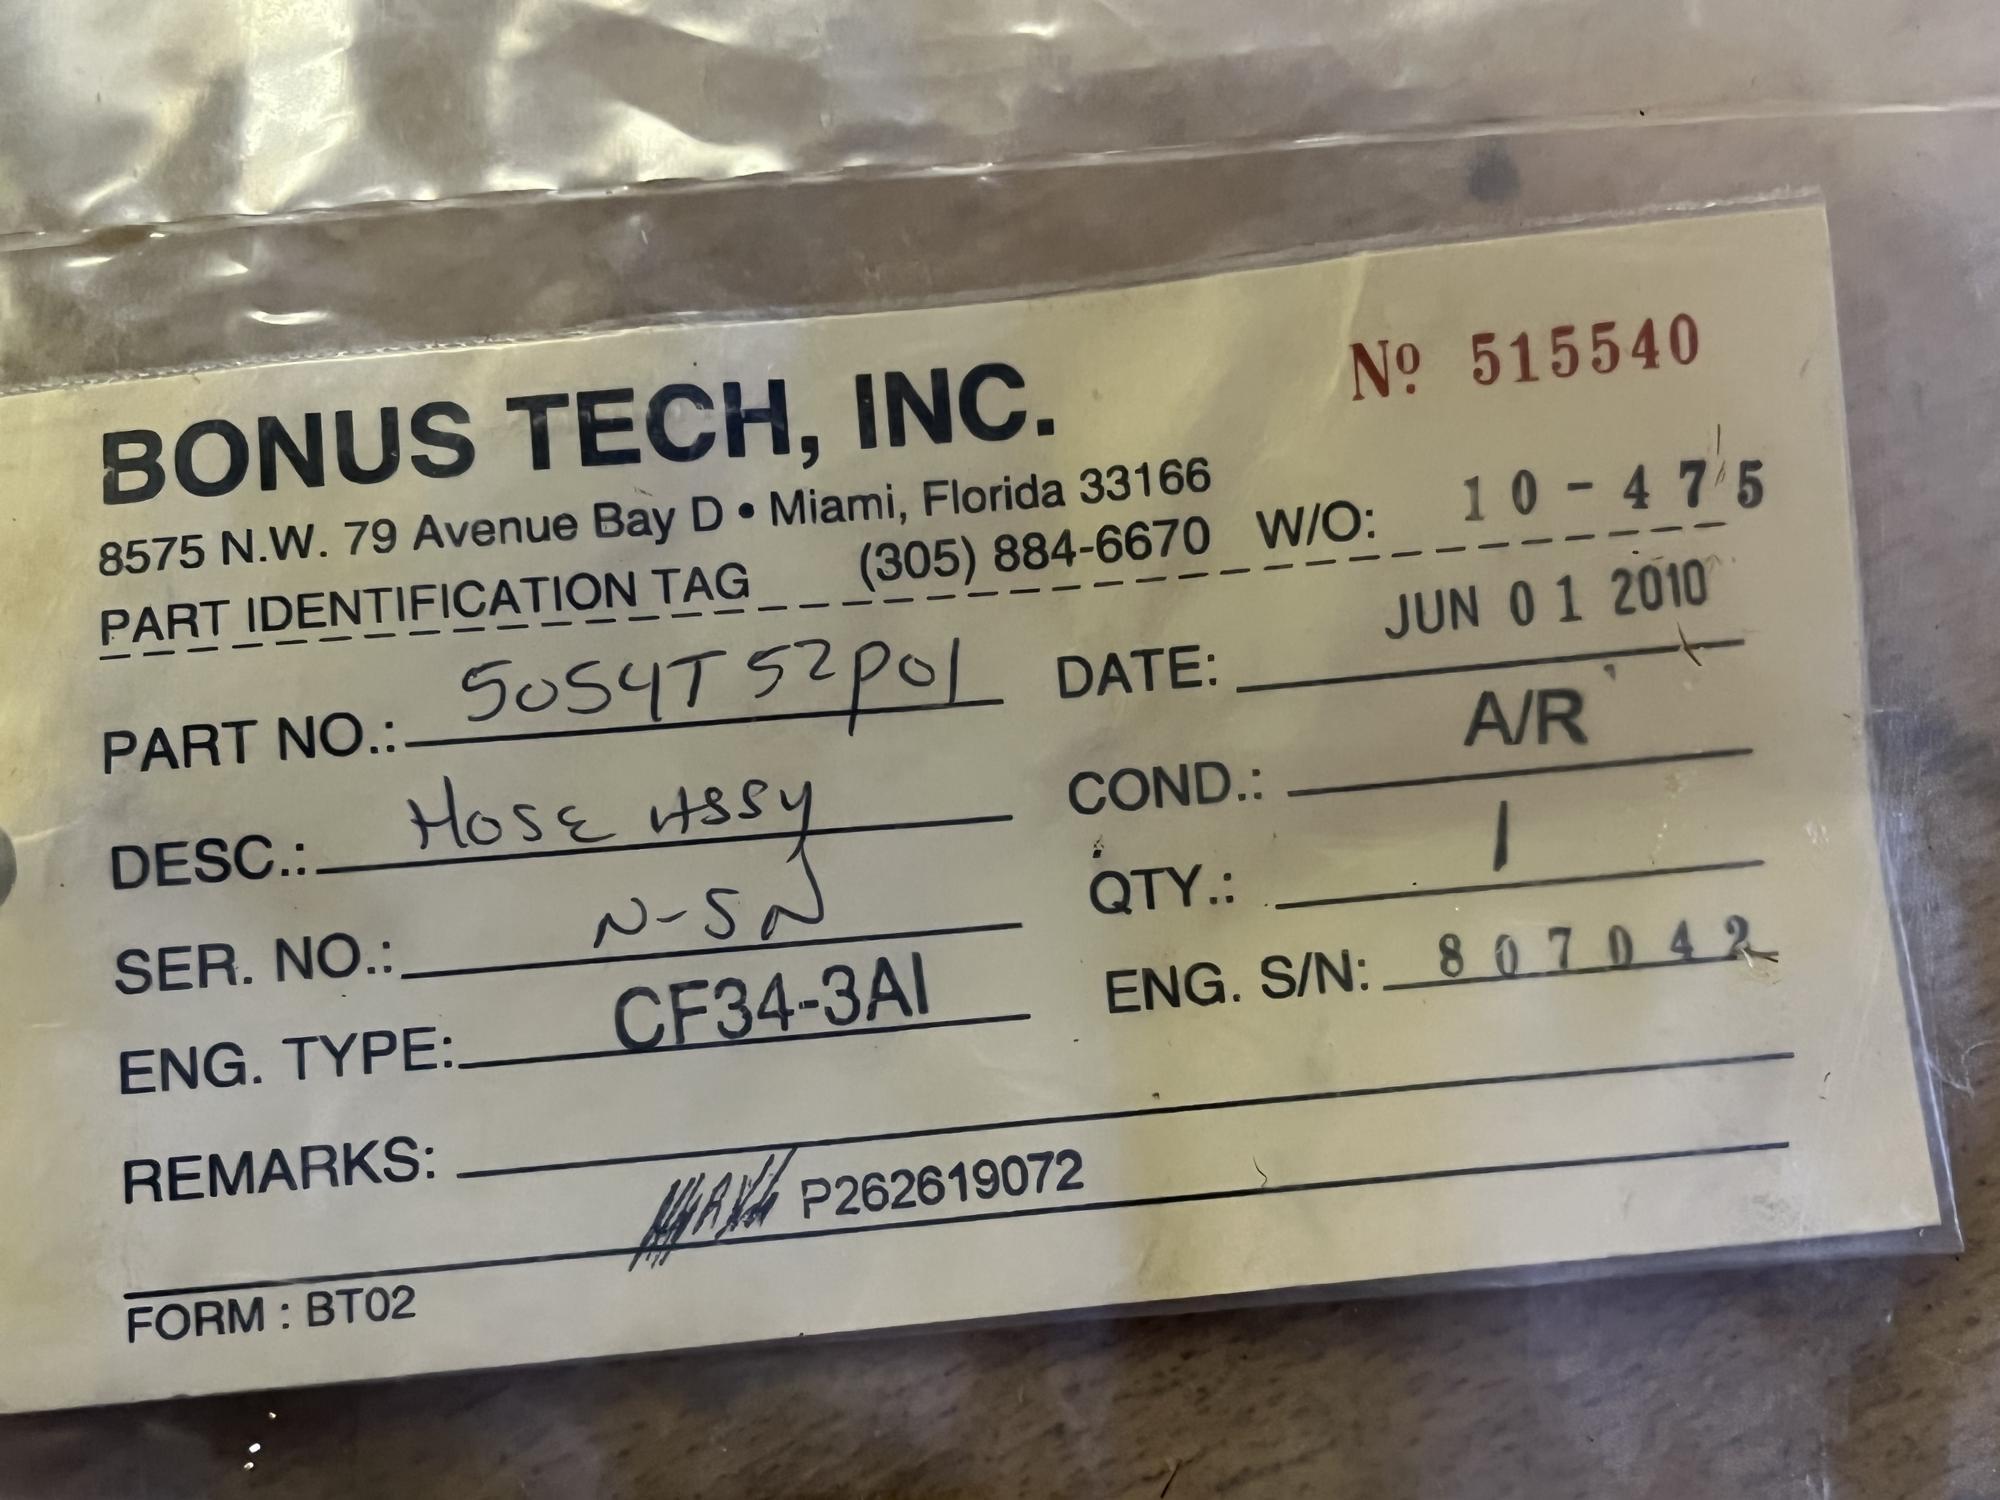 BONUS TECH, INC. Nº 515540
8575 N.W. 79 Avenue Bay D • Miami, Florida 33166
PART IDENTIFICATION TAG (305) 884-6670 W/O: 10-475
PART NO.: 5054T52P01 DATE: JUN 01 2010
DESC.: HOSE ASSY COND.: A/R
SER. NO.: N-SN QTY.: 1
ENG. TYPE: CF34-3A1 ENG. S/N: 807042
REMARKS:
P262619072
FORM : BT02